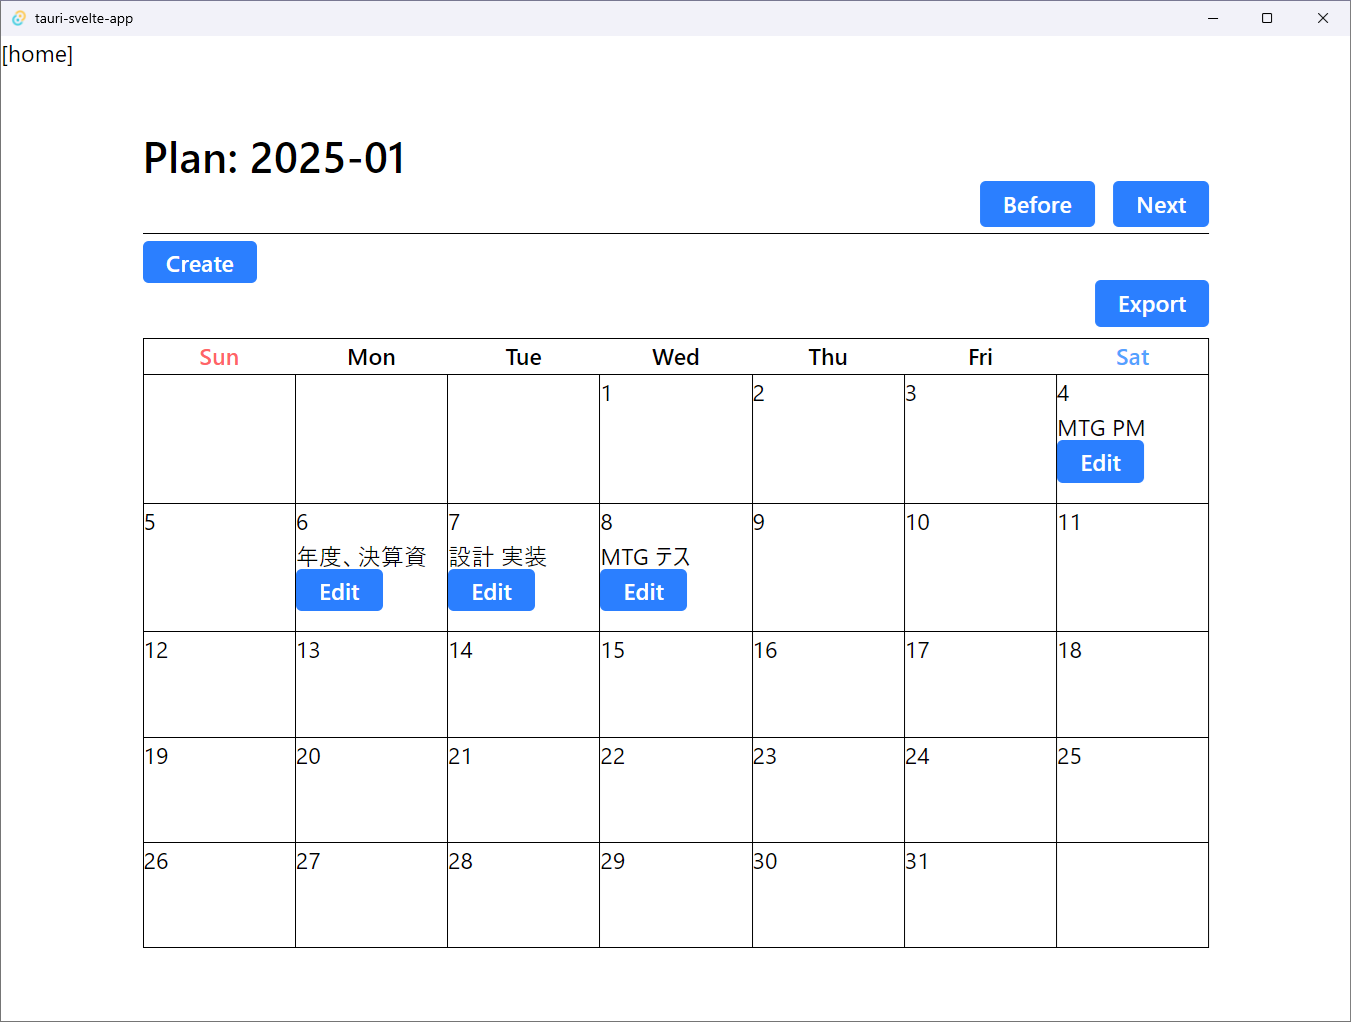 tauri-svelte-app
[home]
Plan: 2025-01
Before Next
Create
Export
Sun Mon Tue Wed Thu Fri Sat
1 2 3 4
MTG PM
Edit
5 6 7 8 9 10 11
年度、決算資 設計 実装 MTG テス
Edit Edit Edit
12 13 14 15 16 17 18
19 20 21 22 23 24 25
26 27 28 29 30 31